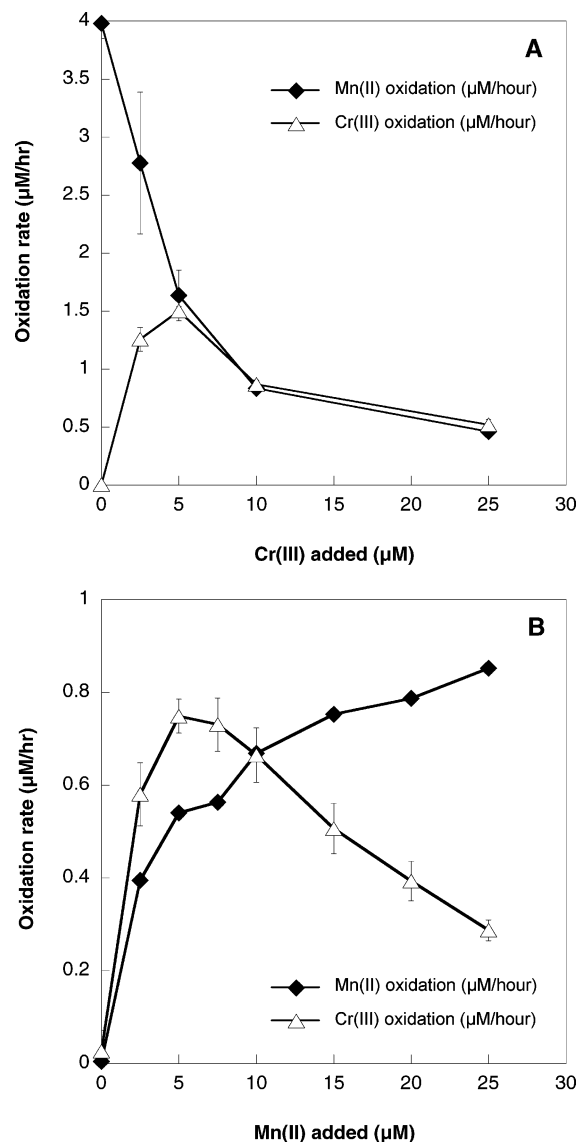 A
4
3.5
3
2.5
2
1.5
1
0.5
0
Oxidation rate (µM/hr)
Mn(II) oxidation (µM/hour)
Cr(III) oxidation (µM/hour)
0 5 10 15 20 25 30
Cr(III) added (µM)
B
1
0.8
0.6
0.4
0.2
0
Oxidation rate (µM/hr)
Mn(II) oxidation (µM/hour)
Cr(III) oxidation (µM/hour)
0 5 10 15 20 25 30
Mn(II) added (µM)